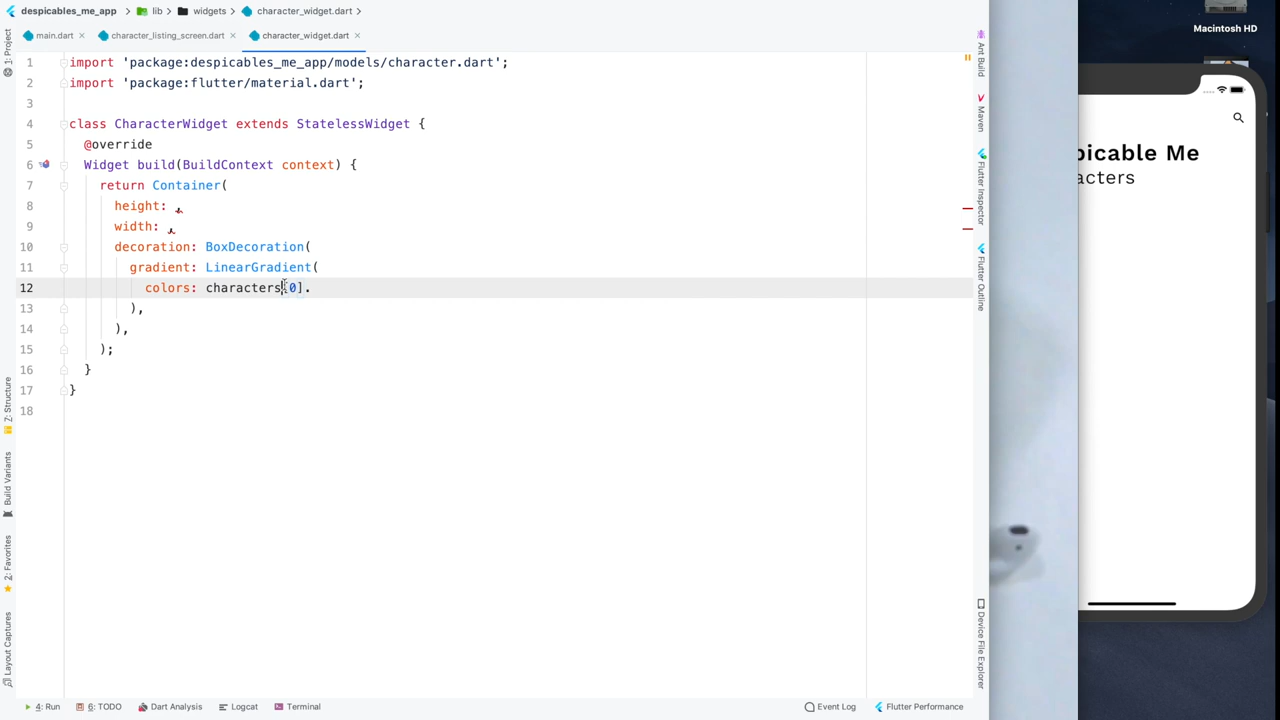 despicables_me_app
lib
widgets
character_widget.dart
main.dart
character_listing_screen.dart
character_widget.dart
1: Project
7: Structure
Build Variants
2: Favorites
Layout Captures
1 import 'package:despicables_me_app/models/character.dart';
2 import 'package:flutter/material.dart';
3
4 class CharacterWidget extends StatelessWidget {
5 @override
6 Widget build(BuildContext context) {
7 return Container(
8 height: ,
9 width: ,
10 decoration: BoxDecoration(
11 gradient: LinearGradient(
12 colors: characters[0].
13 ),
14 ),
15 );
16 }
17 }
18
Ant Build
Maven
Flutter Inspector
Flutter Outline
Device File Explorer
Macintosh HD
picable Me
acters
4: Run
6: TODO
Dart Analysis
Logcat
Terminal
Event Log
Flutter Performance